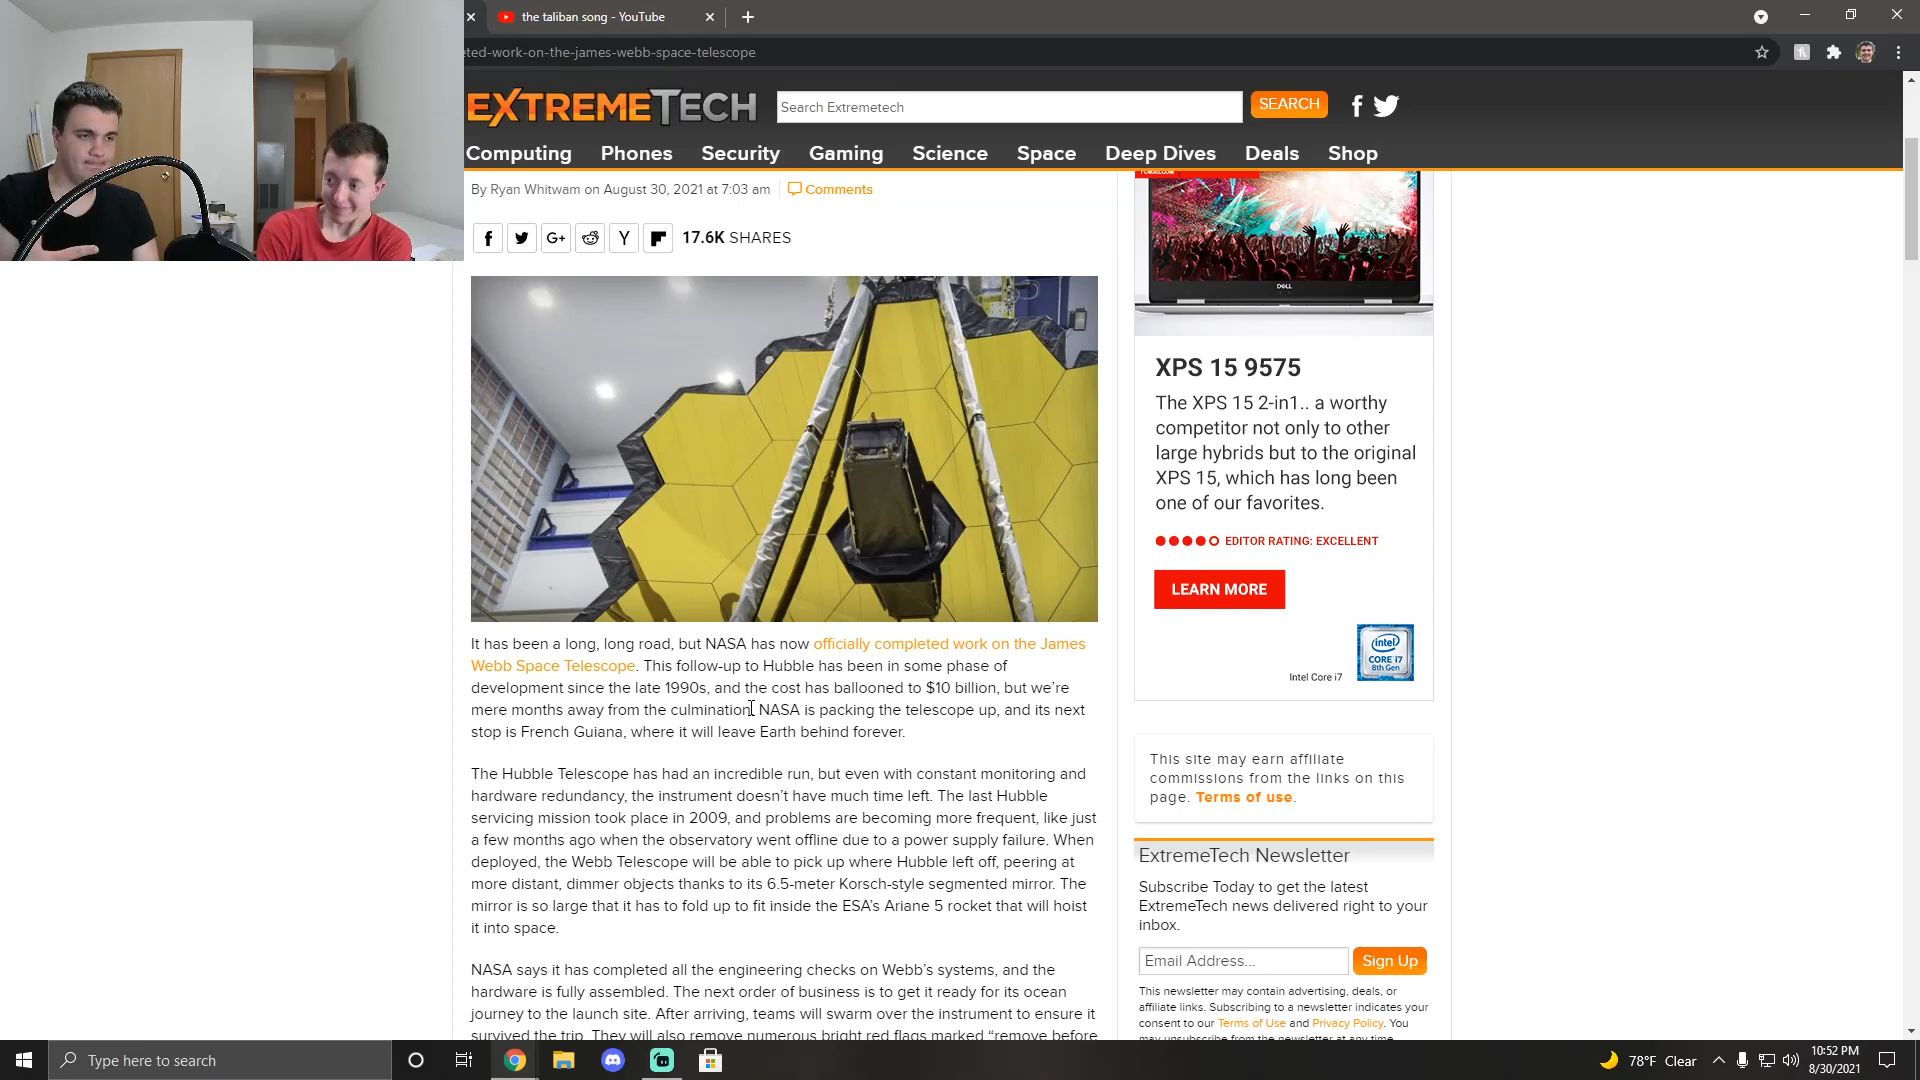 the taliban song - YouTube
eted-work-on-the-james-webb-space-telescope
EXTREMETECH
Search Extremetech
SEARCH
Computing Phones Security Gaming Science Space Deep Dives Deals Shop
By Ryan Whitwam on August 30, 2021 at 7:03 am
Comments
G+
Y
17.6K SHARES
It has been a long, long road, but NASA has now officially completed work on the James
Webb Space Telescope. This follow-up to Hubble has been in some phase of
development since the late 1990s, and the cost has ballooned to $10 billion, but we’re
mere months away from the culmination. NASA is packing the telescope up, and its next
stop is French Guiana, where it will leave Earth behind forever.
The Hubble Telescope has had an incredible run, but even with constant monitoring and
hardware redundancy, the instrument doesn’t have much time left. The last Hubble
servicing mission took place in 2009, and problems are becoming more frequent, like just
a few months ago when the observatory went offline due to a power supply failure. When
deployed, the Webb Telescope will be able to pick up where Hubble left off, peering at
more distant, dimmer objects thanks to its 6.5-meter Korsch-style segmented mirror. The
mirror is so large that it has to fold up to fit inside the ESA’s Ariane 5 rocket that will hoist
it into space.
NASA says it has completed all the engineering checks on Webb’s systems, and the
hardware is fully assembled. The next order of business is to get it ready for its ocean
journey to the launch site. After arriving, teams will swarm over the instrument to ensure it
survived the trip. They will also remove numerous bright red flags marked “remove before
DELL
XPS 15 9575
The XPS 15 2-in1.. a worthy
competitor not only to other
large hybrids but to the original
XPS 15, which has long been
one of our favorites.
EDITOR RATING: EXCELLENT
LEARN MORE
Intel Core i7
intel
CORE i7
8th Gen
This site may earn affiliate
commissions from the links on this
page. Terms of use.
ExtremeTech Newsletter
Subscribe Today to get the latest
ExtremeTech news delivered right to your
inbox.
Email Address...
Sign Up
This newsletter may contain advertising, deals, or
affiliate links. Subscribing to a newsletter indicates your
consent to our Terms of Use and Privacy Policy. You
may unsubscribe from the newsletter at any time.
Type here to search
78°F Clear
10:52 PM
8/30/2021